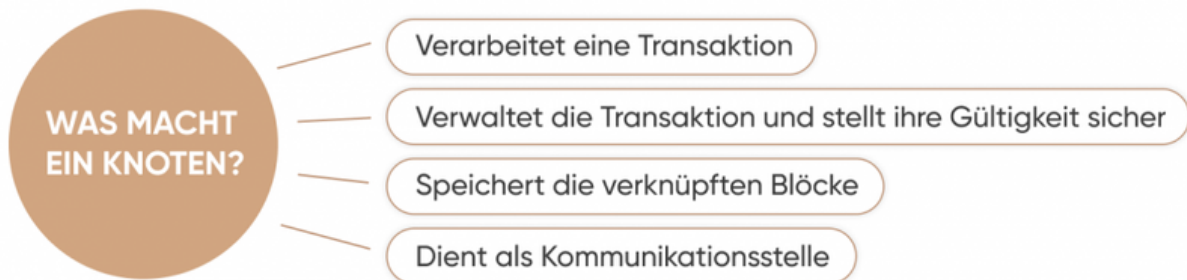 WAS MACHT
EIN KNOTEN?
Verarbeitet eine Transaktion
Verwaltet die Transaktion und stellt ihre Gültigkeit sicher
Speichert die verknüpften Blöcke
Dient als Kommunikationsstelle